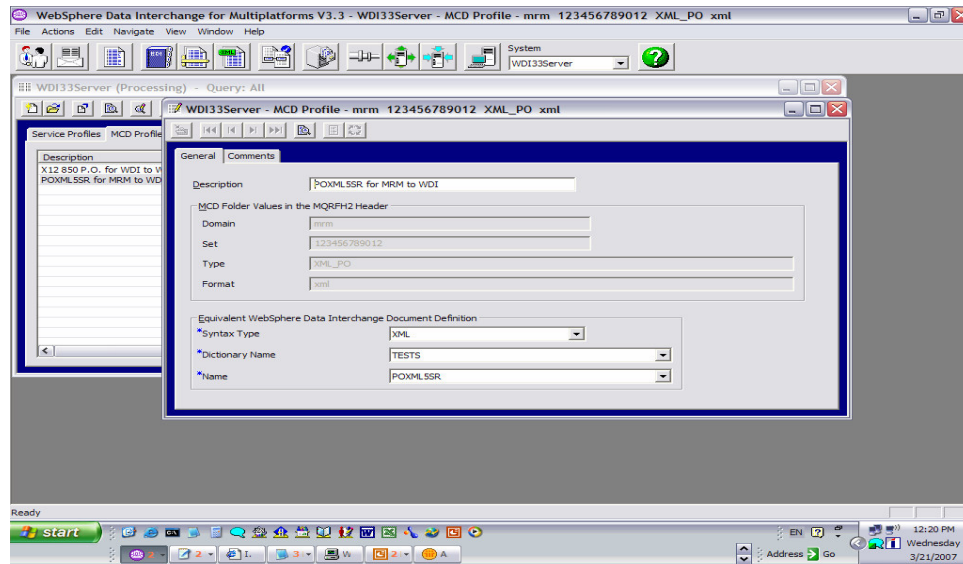 WebSphere Data Interchange for Multiplatforms V3.3 - WDI33Server - MCD Profile - mrm 123456789012 XML_PO xml
File Actions Edit Navigate View Window Help
System
WDI33Server
WDI33Server (Processing) - Query: All
WDI33Server - MCD Profile - mrm 123456789012 XML_PO xml
Service Profiles MCD Profile
General Comments
Description
X12 850 P.O. for WDI to
POXML5SR for MRM to WD
Description POXML5SR for MRM to WDI
MCD Folder Values in the MQRFH2 Header
Domain mrm
Set 123456789012
Type XML_PO
Format xml
Equivalent WebSphere Data Interchange Document Definition
*Syntax Type XML
*Dictionary Name TESTS
*Name POXML5SR
Ready
start
EN
12:20 PM
Wednesday
Address Go
3/21/2007